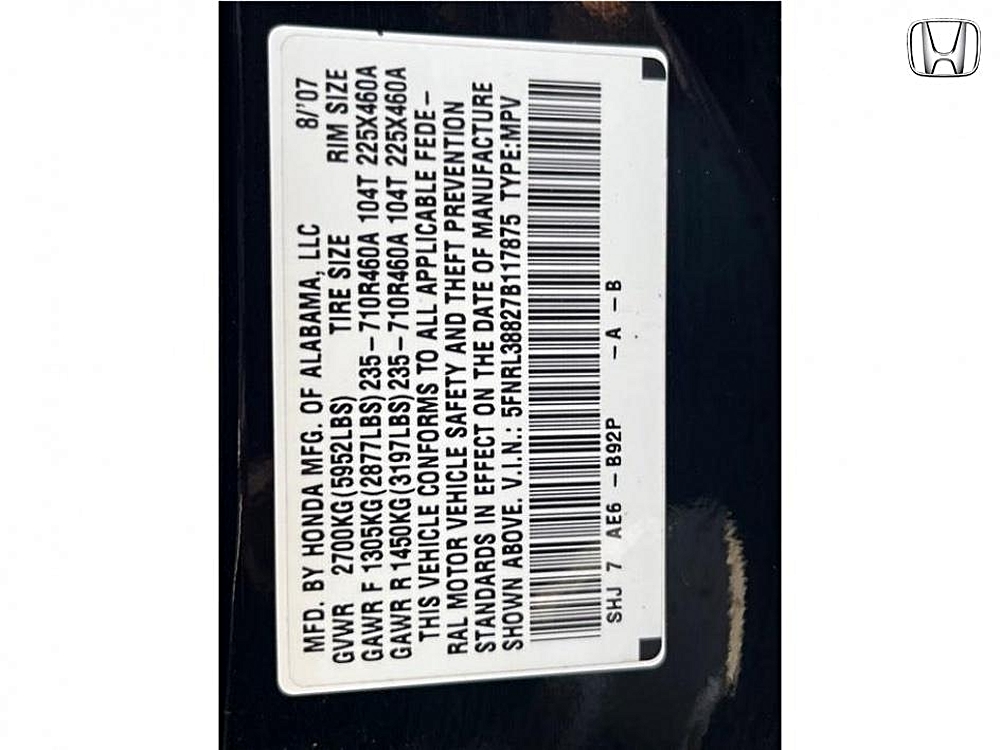 MFD. BY HONDA MFG. OF ALABAMA, LLC 8/'07
GVWR 2700KG(5952LBS) TIRE SIZE RIM SIZE
GAWR F 1305KG(2877LBS)235-710R460A 104T 225X460A
GAWR R 1450KG(3197LBS)235-710R460A 104T 225X460A
THIS VEHICLE CONFORMS TO ALL APPLICABLE FEDE-
RAL MOTOR VEHICLE SAFETY AND THEFT PREVENTION
STANDARDS IN EFFECT ON THE DATE OF MANUFACTURE
SHOWN ABOVE. V.I.N.: 5FNRL38827B117875 TYPE:MPV
SHJ 7 AE6 -B92P -A -B